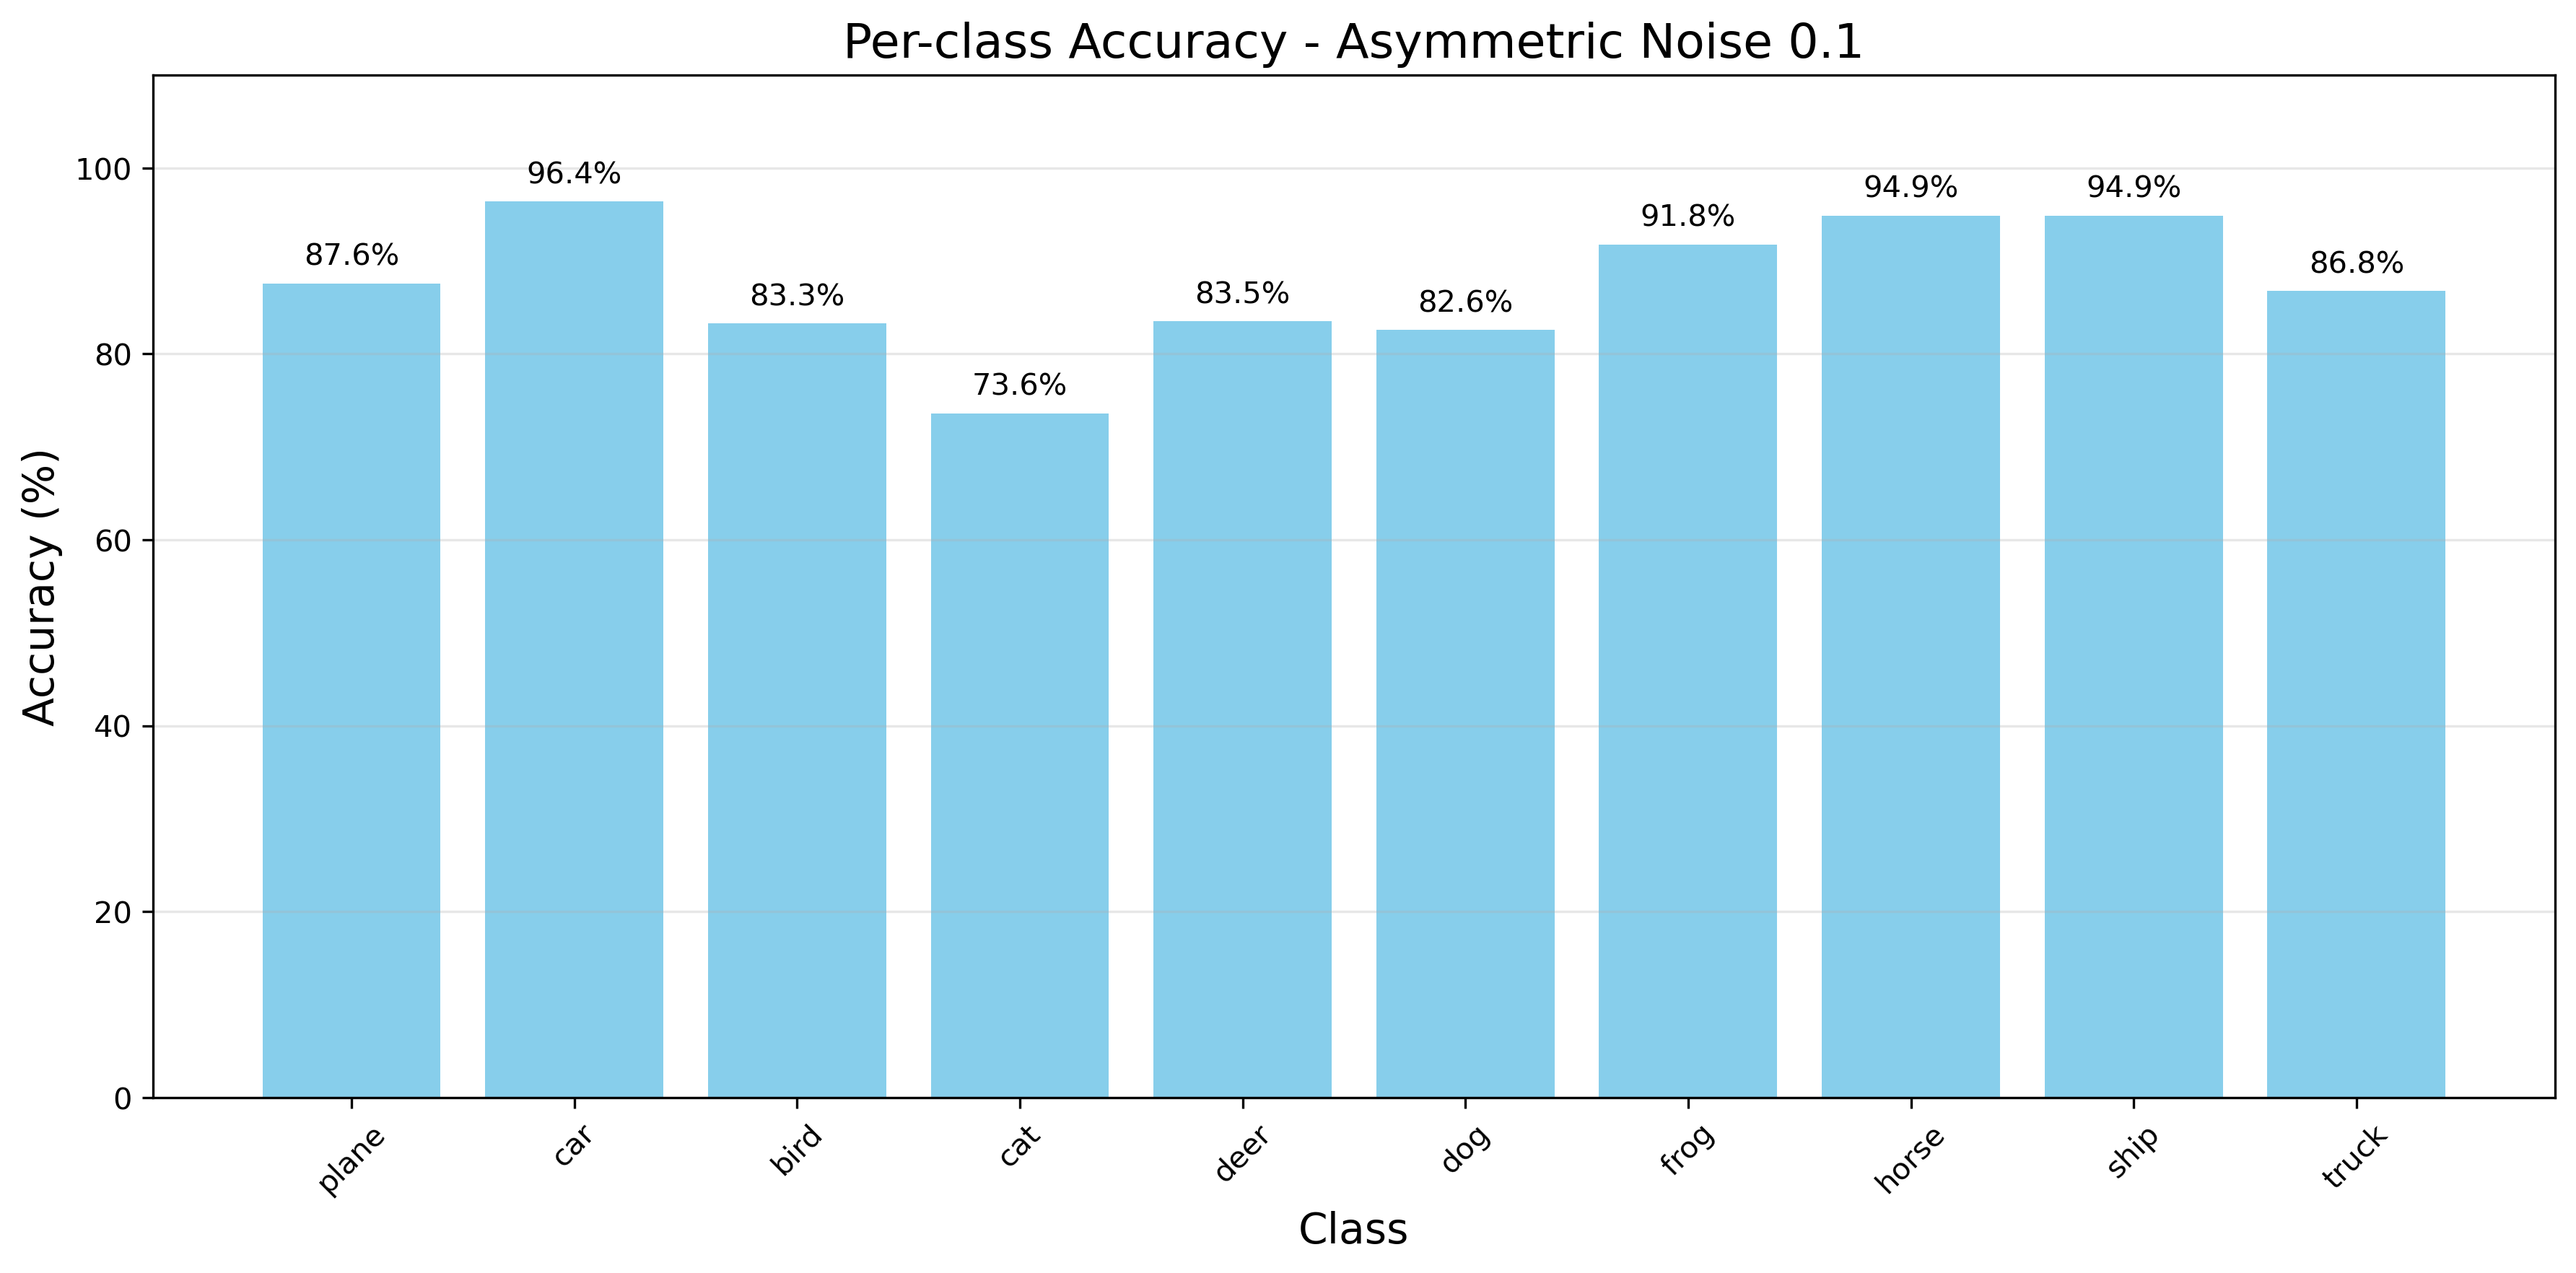 Per-class Accuracy - Asymmetric Noise 0.1
Accuracy (%)
100
80
60
40
20
0
87.6%
96.4%
83.3%
73.6%
83.5%
82.6%
91.8%
94.9%
94.9%
86.8%
plane
car
bird
cat
deer
dog
frog
horse
ship
truck
Class